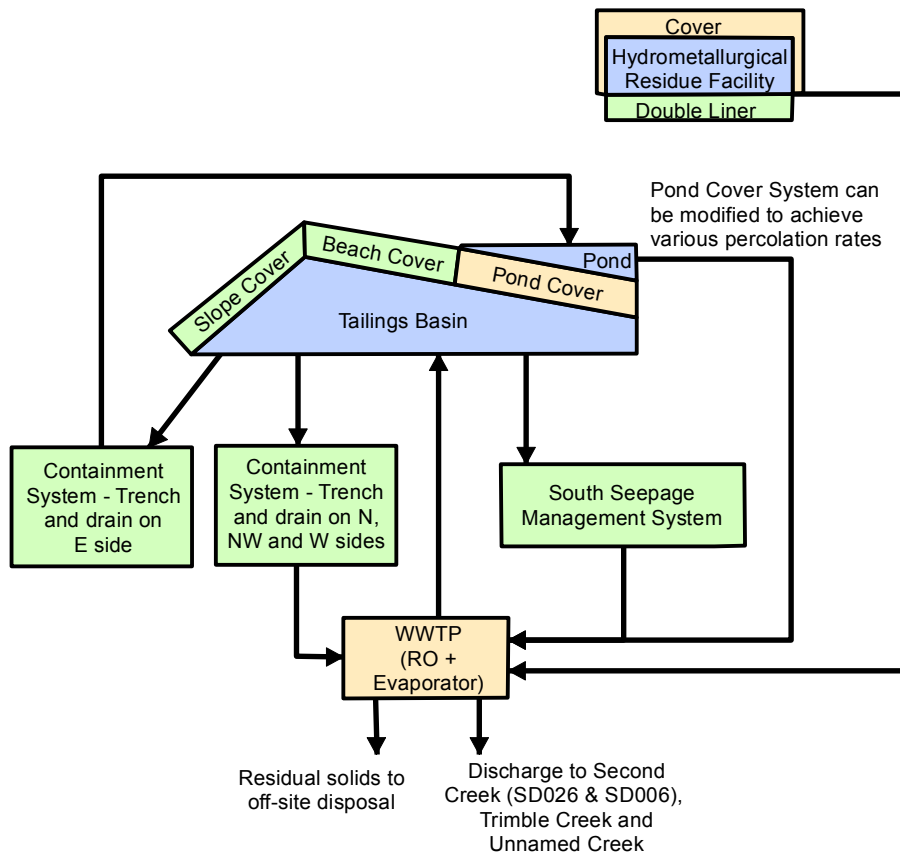 Cover
Hydrometallurgical
Residue Facility
Double Liner
Pond Cover System can
be modified to achieve
various percolation rates
Slope Cover
Beach Cover
Pond
Pond Cover
Tailings Basin
Containment
System - Trench
and drain on
E side
Containment
System - Trench
and drain on N,
NW and W sides
South Seepage
Management System
WWTP
(RO +
Evaporator)
Residual solids to
off-site disposal
Discharge to Second
Creek (SD026 & SD006),
Trimble Creek and
Unnamed Creek